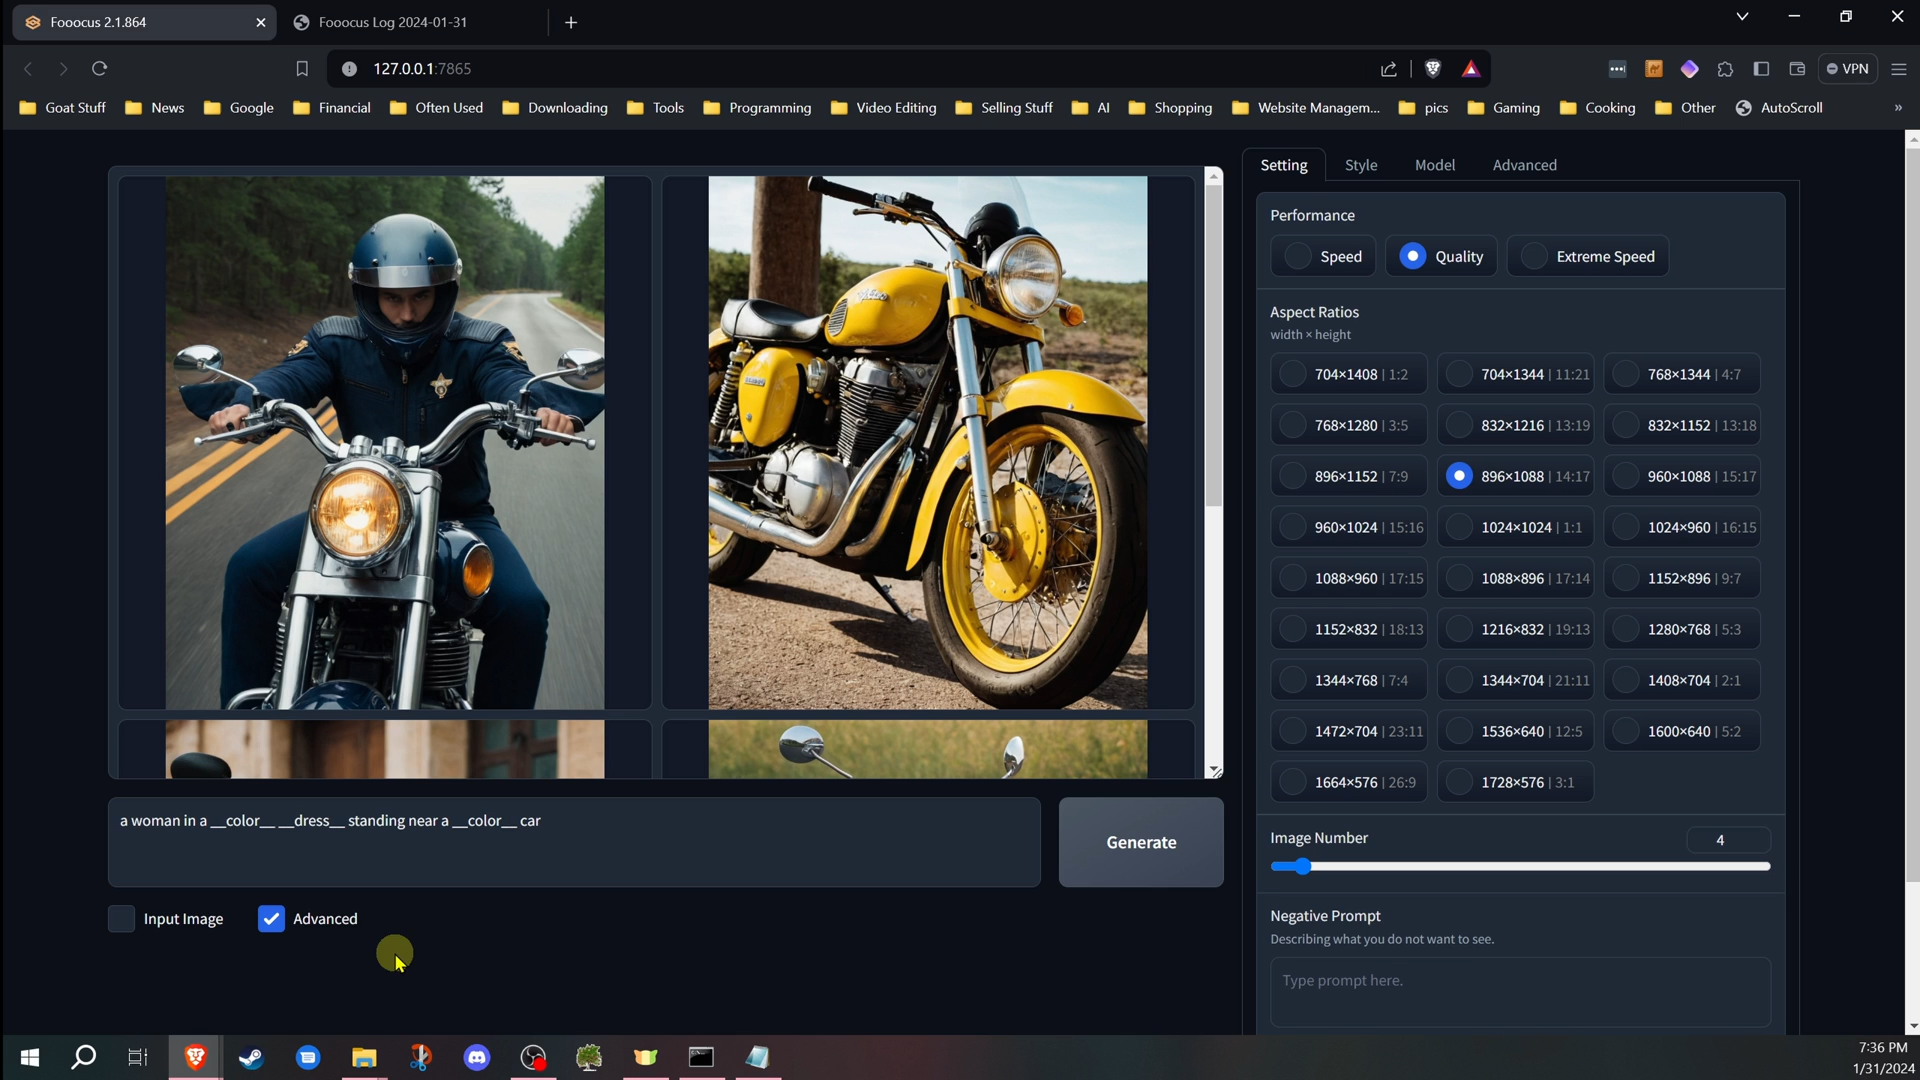 Fooocus 2.1.864
Fooocus Log 2024-01-31
127.0.0.1:7865
VPN
Goat Stuff
News
Google
Financial
Often Used
Downloading
Tools
Programming
Video Editing
Selling Stuff
AI
Shopping
Website Managem...
pics
Gaming
Cooking
Other
AutoScroll
»
Setting
Style
Model
Advanced
Performance
Speed
Quality
Extreme Speed
Aspect Ratios
width × height
704×1408 | 1:2
704×1344 | 11:21
768×1344 | 4:7
768×1280 | 3:5
832×1216 | 13:19
832×1152 | 13:18
896×1152 | 7:9
896×1088 | 14:17
960×1088 | 15:17
960×1024 | 15:16
1024×1024 | 1:1
1024×960 | 16:15
1088×960 | 17:15
1088×896 | 17:14
1152×896 | 9:7
1152×832 | 18:13
1216×832 | 19:13
1280×768 | 5:3
1344×768 | 7:4
1344×704 | 21:11
1408×704 | 2:1
1472×704 | 23:11
1536×640 | 12:5
1600×640 | 5:2
1664×576 | 26:9
1728×576 | 3:1
a woman in a __color__ __dress__ standing near a __color__ car
Generate
Input Image
Advanced
Image Number
4
Negative Prompt
Describing what you do not want to see.
Type prompt here.
7:36 PM
1/31/2024